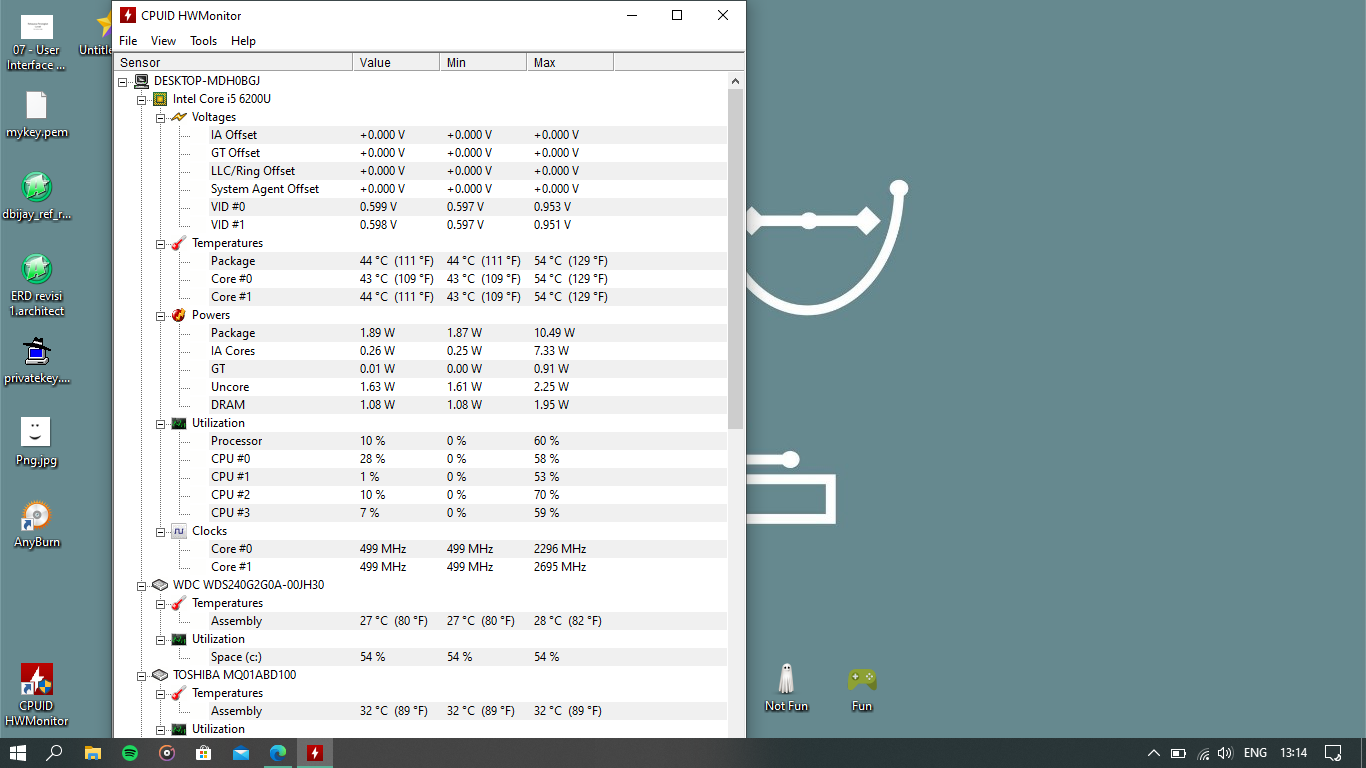 07 - User
Interface ...
Untitle
mykey.pem
dbijay_ref_r...
ERD revisi
1.architect
privatekey....
Png.jpg
AnyBurn
CPUID
HWMonitor
CPUID HWMonitor
File View Tools Help
Sensor Value Min Max
DESKTOP-MDH0BGJ
Intel Core i5 6200U
Voltages
IA Offset +0.000 V +0.000 V +0.000 V
GT Offset +0.000 V +0.000 V +0.000 V
LLC/Ring Offset +0.000 V +0.000 V +0.000 V
System Agent Offset +0.000 V +0.000 V +0.000 V
VID #0 0.599 V 0.597 V 0.953 V
VID #1 0.598 V 0.597 V 0.951 V
Temperatures
Package 44 °C (111 °F) 44 °C (111 °F) 54 °C (129 °F)
Core #0 43 °C (109 °F) 43 °C (109 °F) 54 °C (129 °F)
Core #1 44 °C (111 °F) 43 °C (109 °F) 54 °C (129 °F)
Powers
Package 1.89 W 1.87 W 10.49 W
IA Cores 0.26 W 0.25 W 7.33 W
GT 0.01 W 0.00 W 0.91 W
Uncore 1.63 W 1.61 W 2.25 W
DRAM 1.08 W 1.08 W 1.95 W
Utilization
Processor 10 % 0 % 60 %
CPU #0 28 % 0 % 58 %
CPU #1 1 % 0 % 53 %
CPU #2 10 % 0 % 70 %
CPU #3 7 % 0 % 59 %
Clocks
Core #0 499 MHz 499 MHz 2296 MHz
Core #1 499 MHz 499 MHz 2695 MHz
WDC WDS240G2G0A-00JH30
Temperatures
Assembly 27 °C (80 °F) 27 °C (80 °F) 28 °C (82 °F)
Utilization
Space (c:) 54 % 54 % 54 %
TOSHIBA MQ01ABD100
Temperatures
Assembly 32 °C (89 °F) 32 °C (89 °F) 32 °C (89 °F)
Utilization
Not Fun
Fun
ENG 13:14